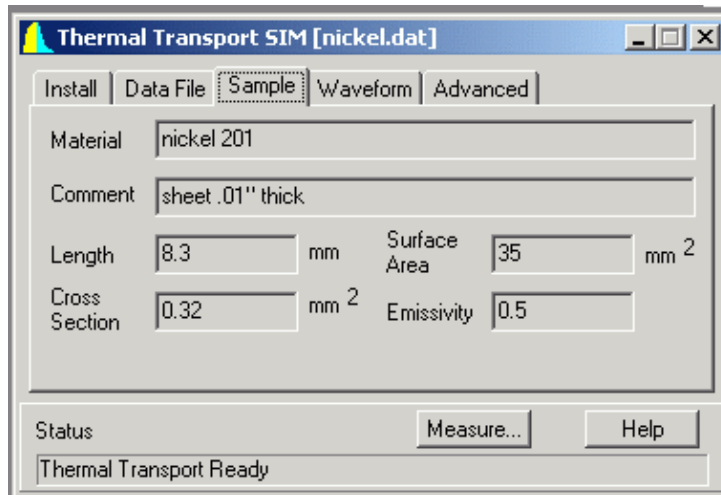 Thermal Transport SIM [nickel.dat]
Install Data File Sample Waveform Advanced
Material nickel 201
Comment sheet .01" thick
Length 8.3 mm Surface Area 35 mm 2
Cross Section 0.32 mm 2 Emissivity 0.5
Status Measure... Help
Thermal Transport Ready